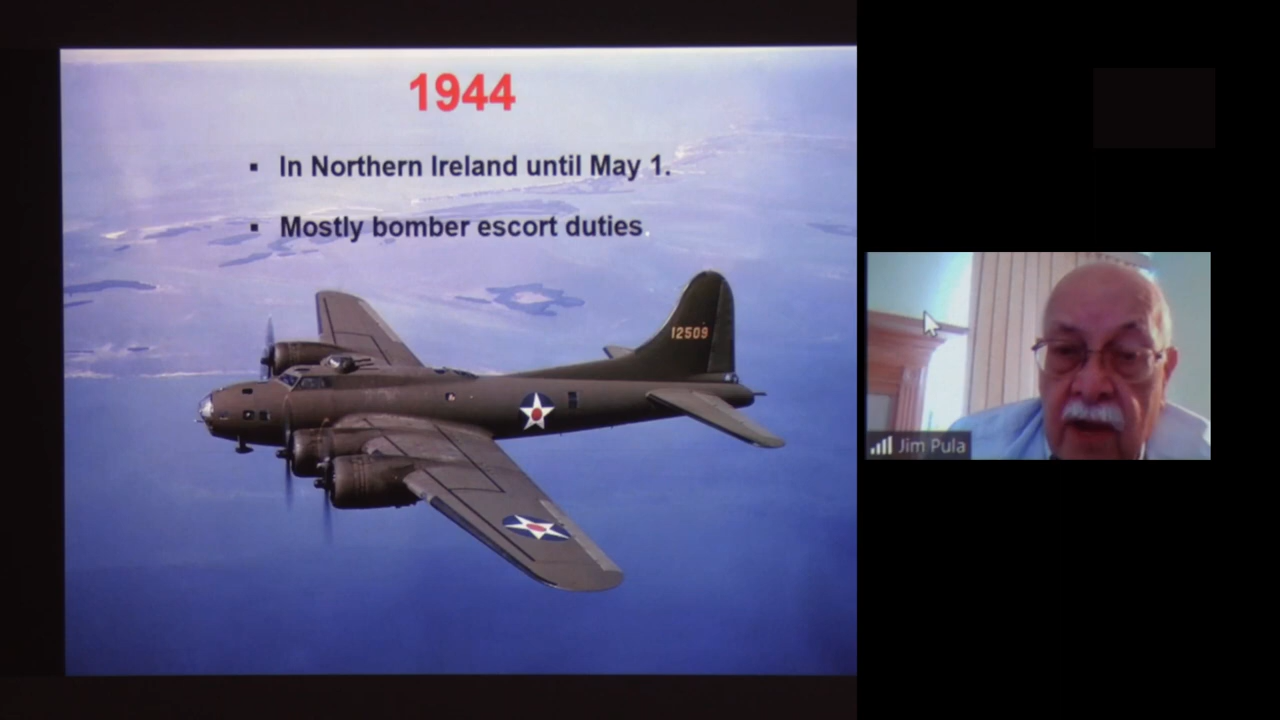 1944
▪ In Northern Ireland until May 1.
▪ Mostly bomber escort duties.
12509
Jim Pula